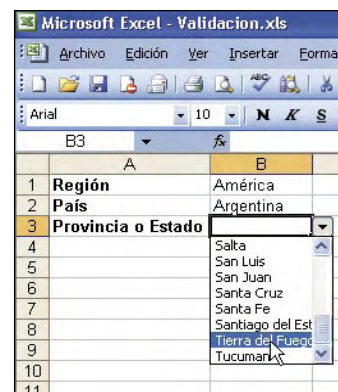 Microsoft Excel - Validacion.xls
Archivo Edición Ver Insertar Forma
ABC
Arial 10 N K S
B3 fx
A B
1 Región América
2 País Argentina
3 Provincia o Estado
4 Salta
5 San Luis
6 San Juan
7 Santa Cruz
8 Santa Fe
9 Santiago del Est
10 Tierra del Fuego
11 Tucuman